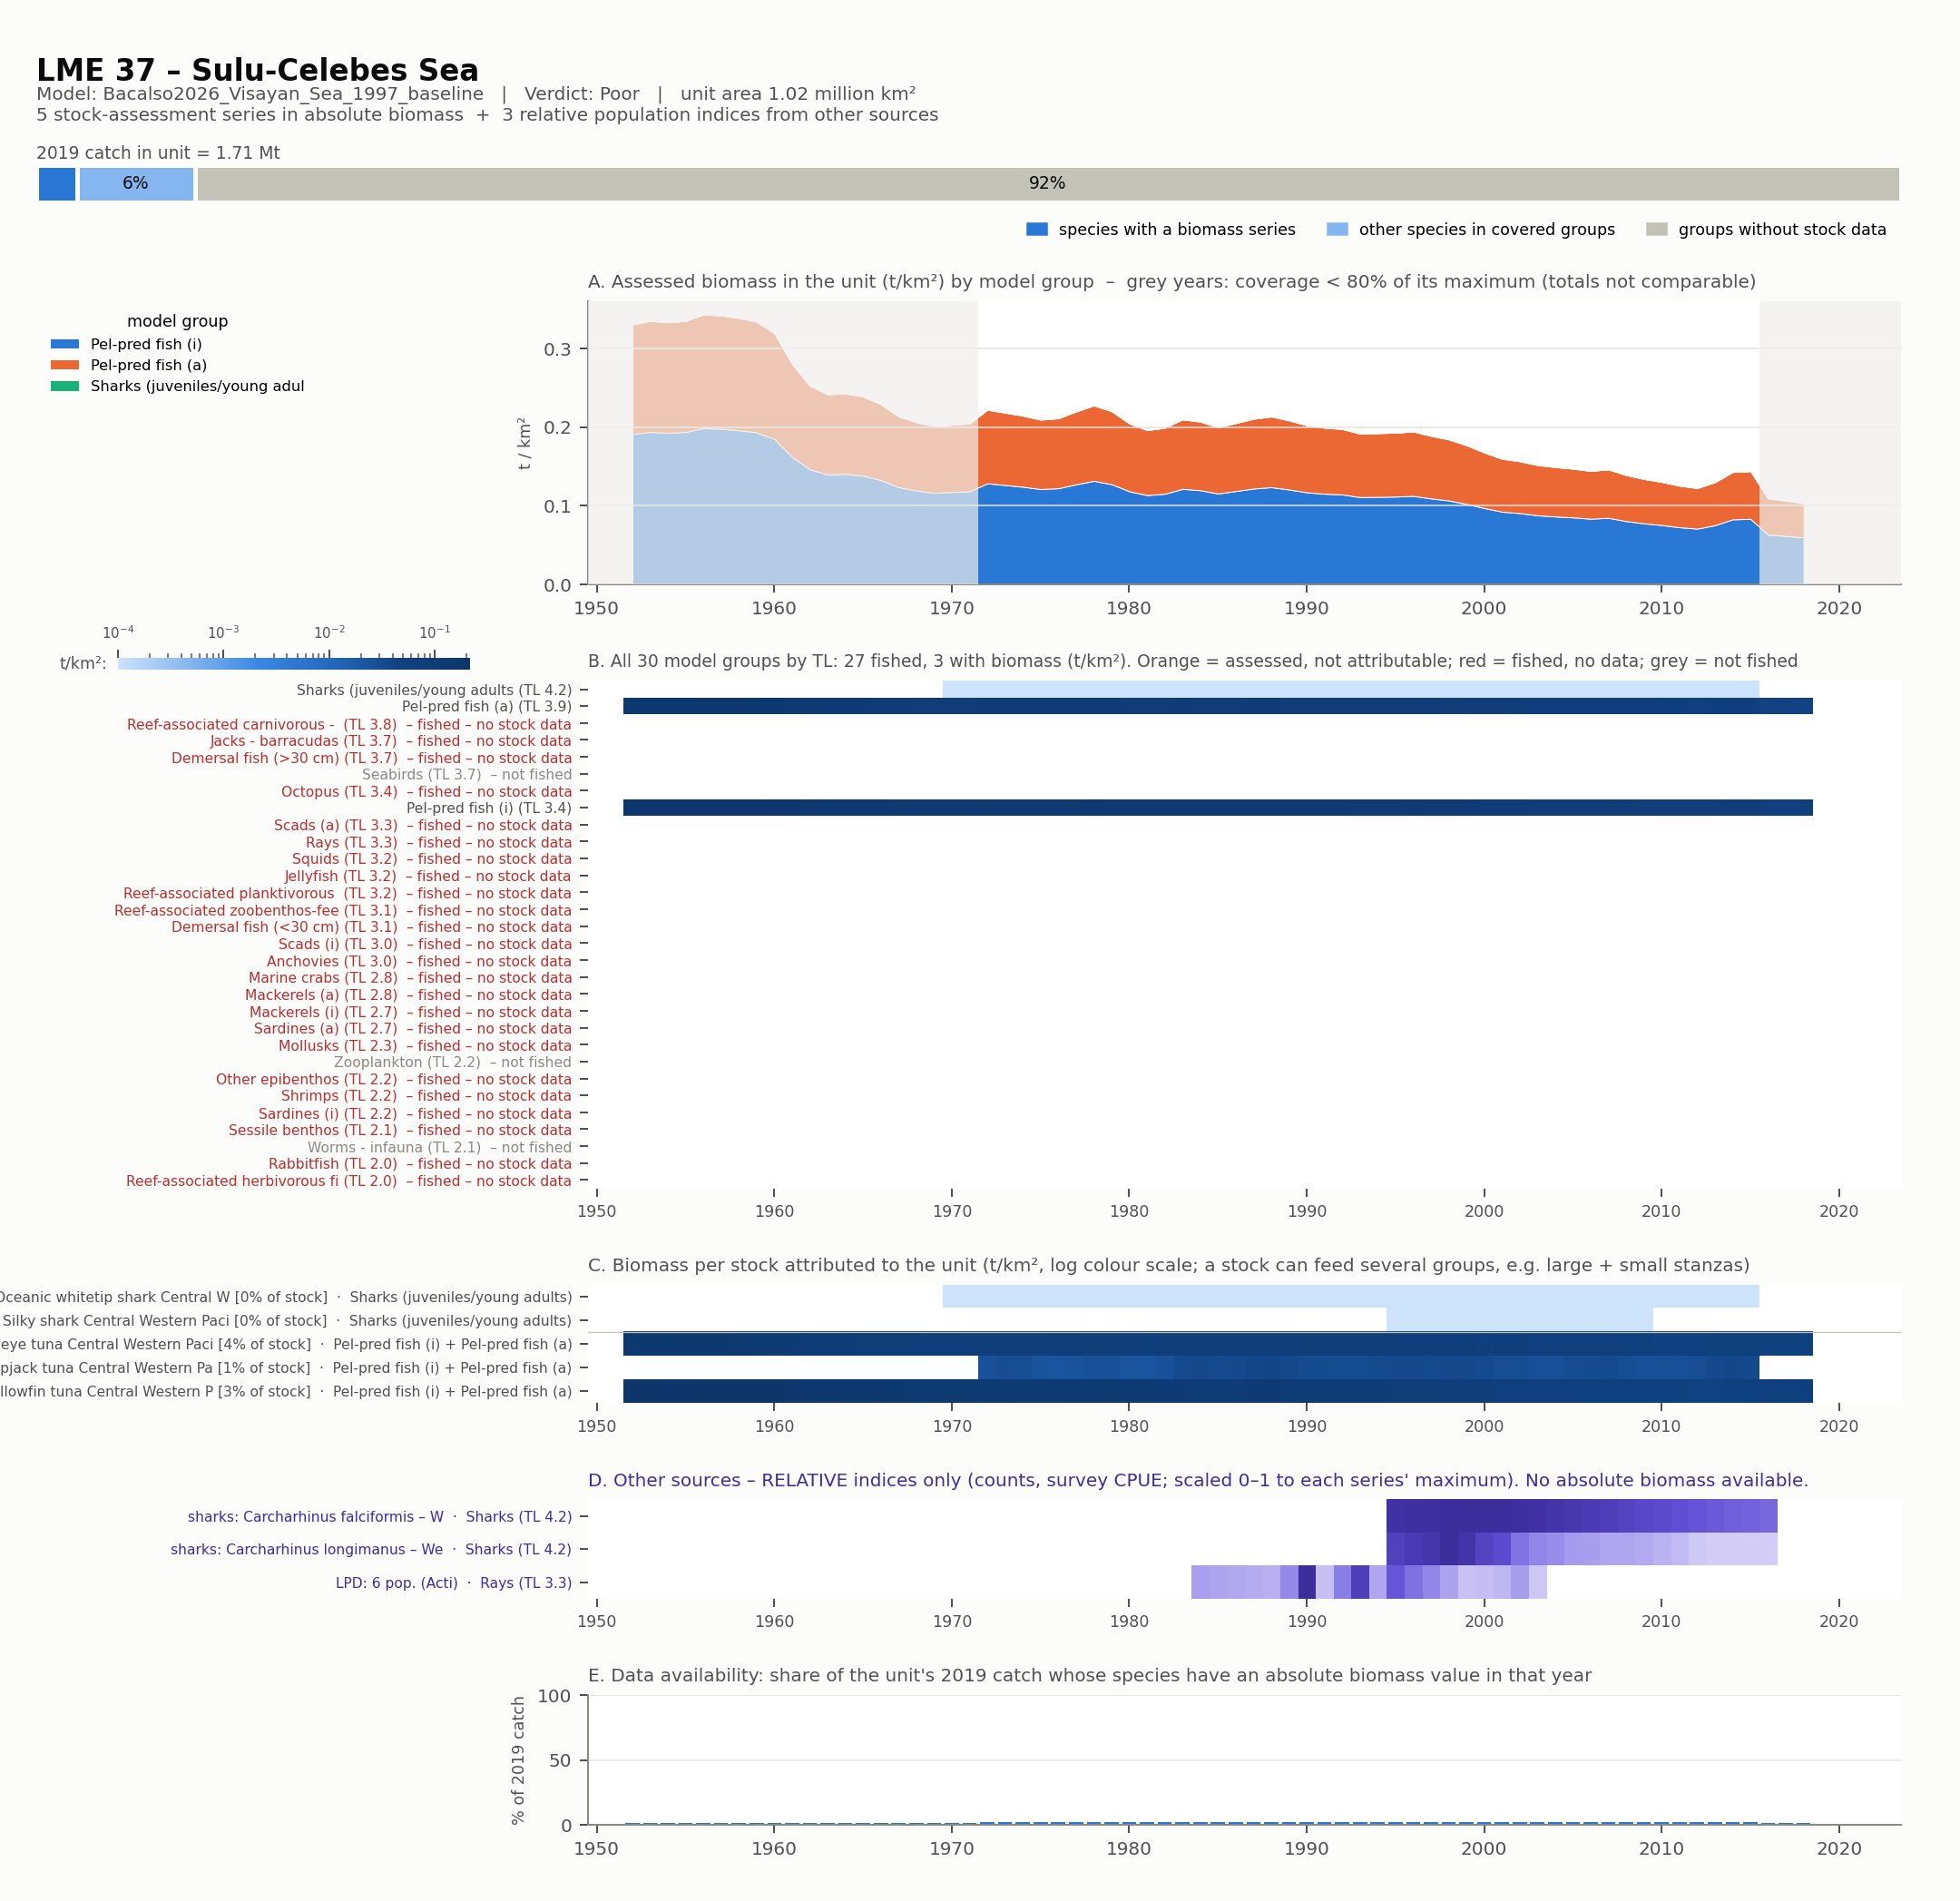 LME 37 – Sulu-Celebes Sea
Model: Bacalso2026_Visayan_Sea_1997_baseline | Verdict: Poor | unit area 1.02 million km²
5 stock-assessment series in absolute biomass + 3 relative population indices from other sources
2019 catch in unit = 1.71 Mt
6% 92%
species with a biomass series other species in covered groups groups without stock data
A. Assessed biomass in the unit (t/km²) by model group – grey years: coverage < 80% of its maximum (totals not comparable)
model group
Pel-pred fish (i)
Pel-pred fish (a)
Sharks (juveniles/young adul
t / km²
0.3
0.2
0.1
0.0
1950 1960 1970 1980 1990 2000 2010 2020
10⁻⁴ 10⁻³ 10⁻² 10⁻¹
t/km²:
B. All 30 model groups by TL: 27 fished, 3 with biomass (t/km²). Orange = assessed, not attributable; red = fished, no data; grey = not fished
Sharks (juveniles/young adults (TL 4.2)
Pel-pred fish (a) (TL 3.9)
Reef-associated carnivorous - (TL 3.8) – fished – no stock data
Jacks - barracudas (TL 3.7) – fished – no stock data
Demersal fish (>30 cm) (TL 3.7) – fished – no stock data
Seabirds (TL 3.7) – not fished
Octopus (TL 3.4) – fished – no stock data
Pel-pred fish (i) (TL 3.4)
Scads (a) (TL 3.3) – fished – no stock data
Rays (TL 3.3) – fished – no stock data
Squids (TL 3.2) – fished – no stock data
Jellyfish (TL 3.2) – fished – no stock data
Reef-associated planktivorous (TL 3.2) – fished – no stock data
Reef-associated zoobenthos-fee (TL 3.1) – fished – no stock data
Demersal fish (<30 cm) (TL 3.1) – fished – no stock data
Scads (i) (TL 3.0) – fished – no stock data
Anchovies (TL 3.0) – fished – no stock data
Marine crabs (TL 2.8) – fished – no stock data
Mackerels (a) (TL 2.8) – fished – no stock data
Mackerels (i) (TL 2.7) – fished – no stock data
Sardines (a) (TL 2.7) – fished – no stock data
Mollusks (TL 2.3) – fished – no stock data
Zooplankton (TL 2.2) – not fished
Other epibenthos (TL 2.2) – fished – no stock data
Shrimps (TL 2.2) – fished – no stock data
Sardines (i) (TL 2.2) – fished – no stock data
Sessile benthos (TL 2.1) – fished – no stock data
Worms - infauna (TL 2.1) – not fished
Rabbitfish (TL 2.0) – fished – no stock data
Reef-associated herbivorous fi (TL 2.0) – fished – no stock data
1950 1960 1970 1980 1990 2000 2010 2020
C. Biomass per stock attributed to the unit (t/km², log colour scale; a stock can feed several groups, e.g. large + small stanzas)
Oceanic whitetip shark Central W [0% of stock] · Sharks (juveniles/young adults)
Silky shark Central Western Paci [0% of stock] · Sharks (juveniles/young adults)
eye tuna Central Western Paci [4% of stock] · Pel-pred fish (i) + Pel-pred fish (a)
pjack tuna Central Western Pa [1% of stock] · Pel-pred fish (i) + Pel-pred fish (a)
llowfin tuna Central Western P [3% of stock] · Pel-pred fish (i) + Pel-pred fish (a)
1950 1960 1970 1980 1990 2000 2010 2020
D. Other sources – RELATIVE indices only (counts, survey CPUE; scaled 0–1 to each series' maximum). No absolute biomass available.
sharks: Carcharhinus falciformis – W · Sharks (TL 4.2)
sharks: Carcharhinus longimanus – We · Sharks (TL 4.2)
LPD: 6 pop. (Acti) · Rays (TL 3.3)
1950 1960 1970 1980 1990 2000 2010 2020
E. Data availability: share of the unit's 2019 catch whose species have an absolute biomass value in that year
% of 2019 catch
100
50
0
1950 1960 1970 1980 1990 2000 2010 2020